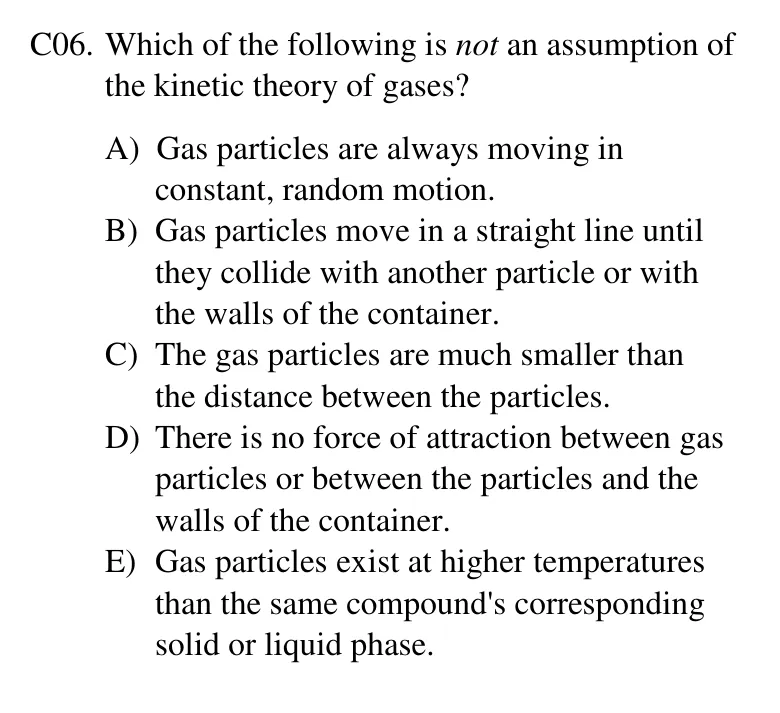 C06. Which of the following is not an assumption of
the kinetic theory of gases?
A) Gas particles are always moving in
constant, random motion.
B) Gas particles move in a straight line until
they collide with another particle or with
the walls of the container.
C) The gas particles are much smaller than
the distance between the particles.
D) There is no force of attraction between gas
particles or between the particles and the
walls of the container.
E) Gas particles exist at higher temperatures
than the same compound's corresponding
solid or liquid phase.